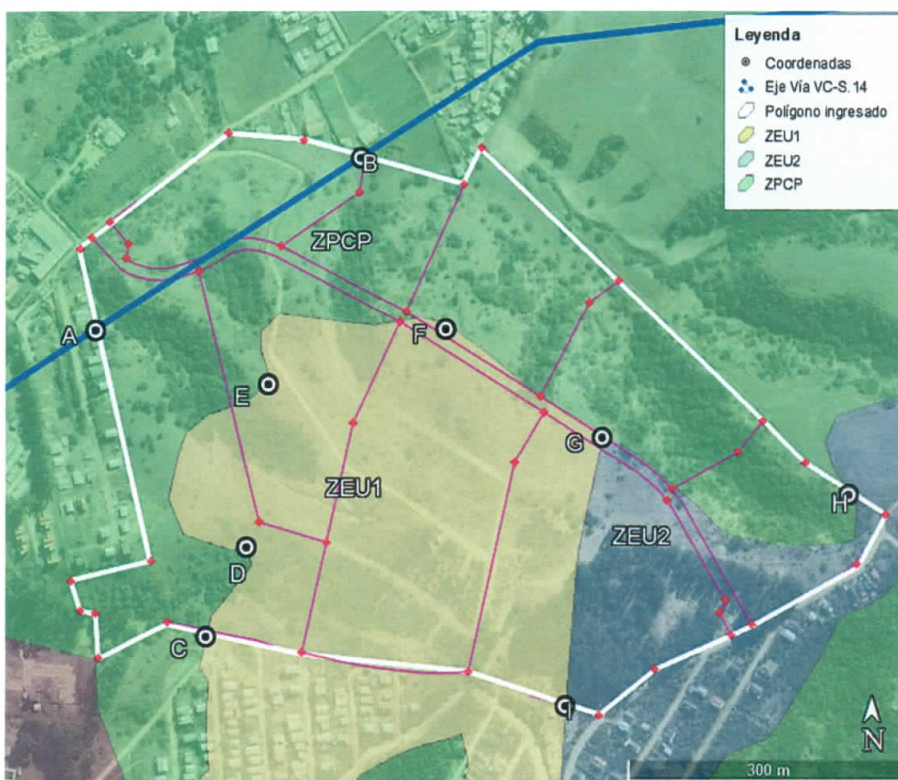 Leyenda
Coordenadas
Eje Vía VC-S. 14
Polígono ingresado
ZEU1
ZEU2
ZPCP
B
ZPCP
A
F
E
G
ZEU1
H
ZEU2
D
C
I
N
300 m